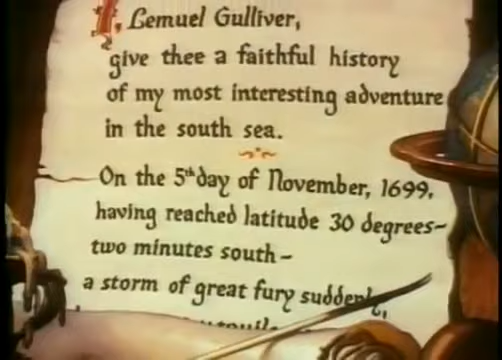 I, Lemuel Gulliver,
give thee a faithful history
of my most interesting adventure
in the south sea.
On the 5th day of November, 1699,
having reached latitude 30 degrees-
two minutes south-
a storm of great fury suddenly,